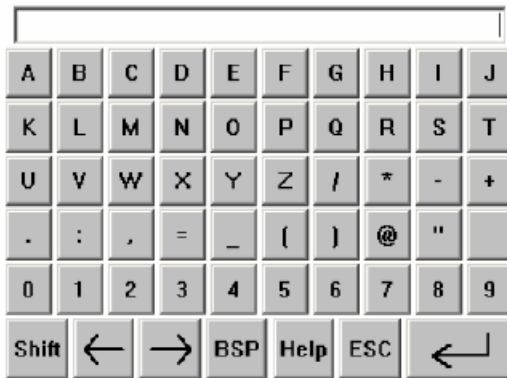 A B C D E F G H I J
K L M N O P Q R S T
U V W X Y Z / * - +
. : , = _ ( ) @ "
0 1 2 3 4 5 6 7 8 9
Shift ← → BSP Help ESC ↵